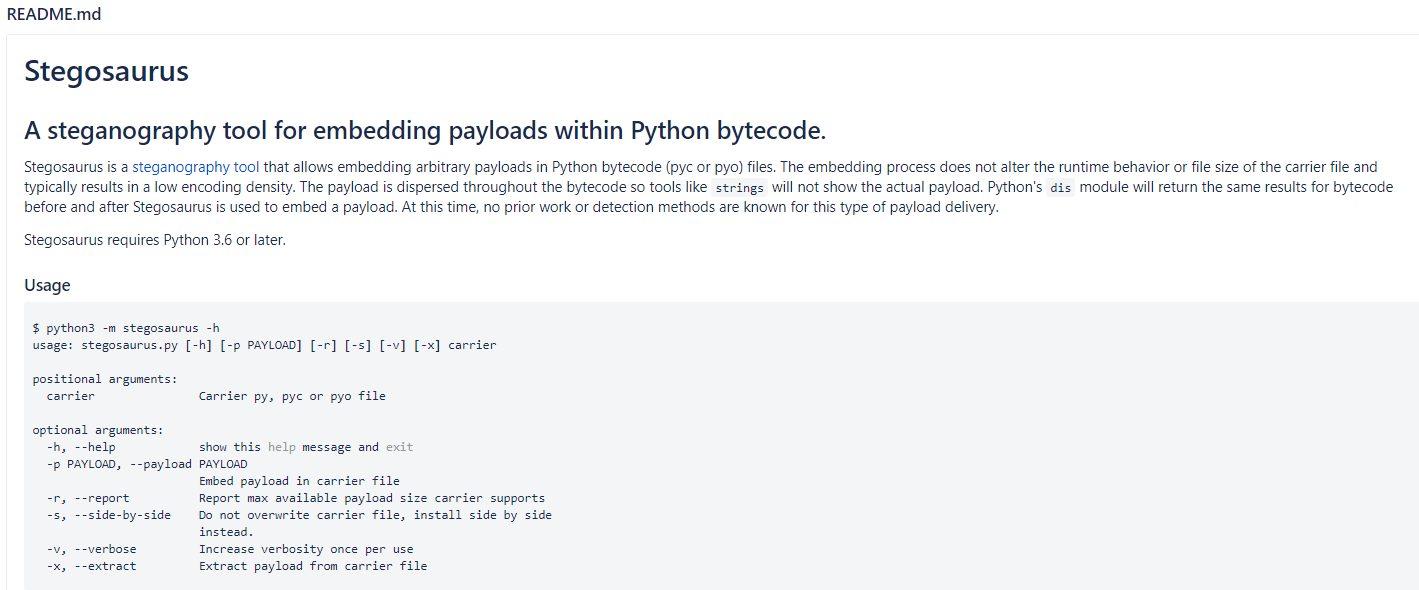 README.md
Stegosaurus
A steganography tool for embedding payloads within Python bytecode.
Stegosaurus is a steganography tool that allows embedding arbitrary payloads in Python bytecode (pyc or pyo) files. The embedding process does not alter the runtime behavior or file size of the carrier file and
typically results in a low encoding density. The payload is dispersed throughout the bytecode so tools like strings will not show the actual payload. Python's dis module will return the same results for bytecode
before and after Stegosaurus is used to embed a payload. At this time, no prior work or detection methods are known for this type of payload delivery.
Stegosaurus requires Python 3.6 or later.
Usage
$ python3 -m stegosaurus -h
usage: stegosaurus.py [-h] [-p PAYLOAD] [-r] [-s] [-v] [-x] carrier
positional arguments:
  carrier               Carrier py, pyc or pyo file
optional arguments:
  -h, --help            show this help message and exit
  -p PAYLOAD, --payload PAYLOAD
                        Embed payload in carrier file
  -r, --report          Report max available payload size carrier supports
  -s, --side-by-side    Do not overwrite carrier file, install side by side
                        instead.
  -v, --verbose         Increase verbosity once per use
  -x, --extract         Extract payload from carrier file